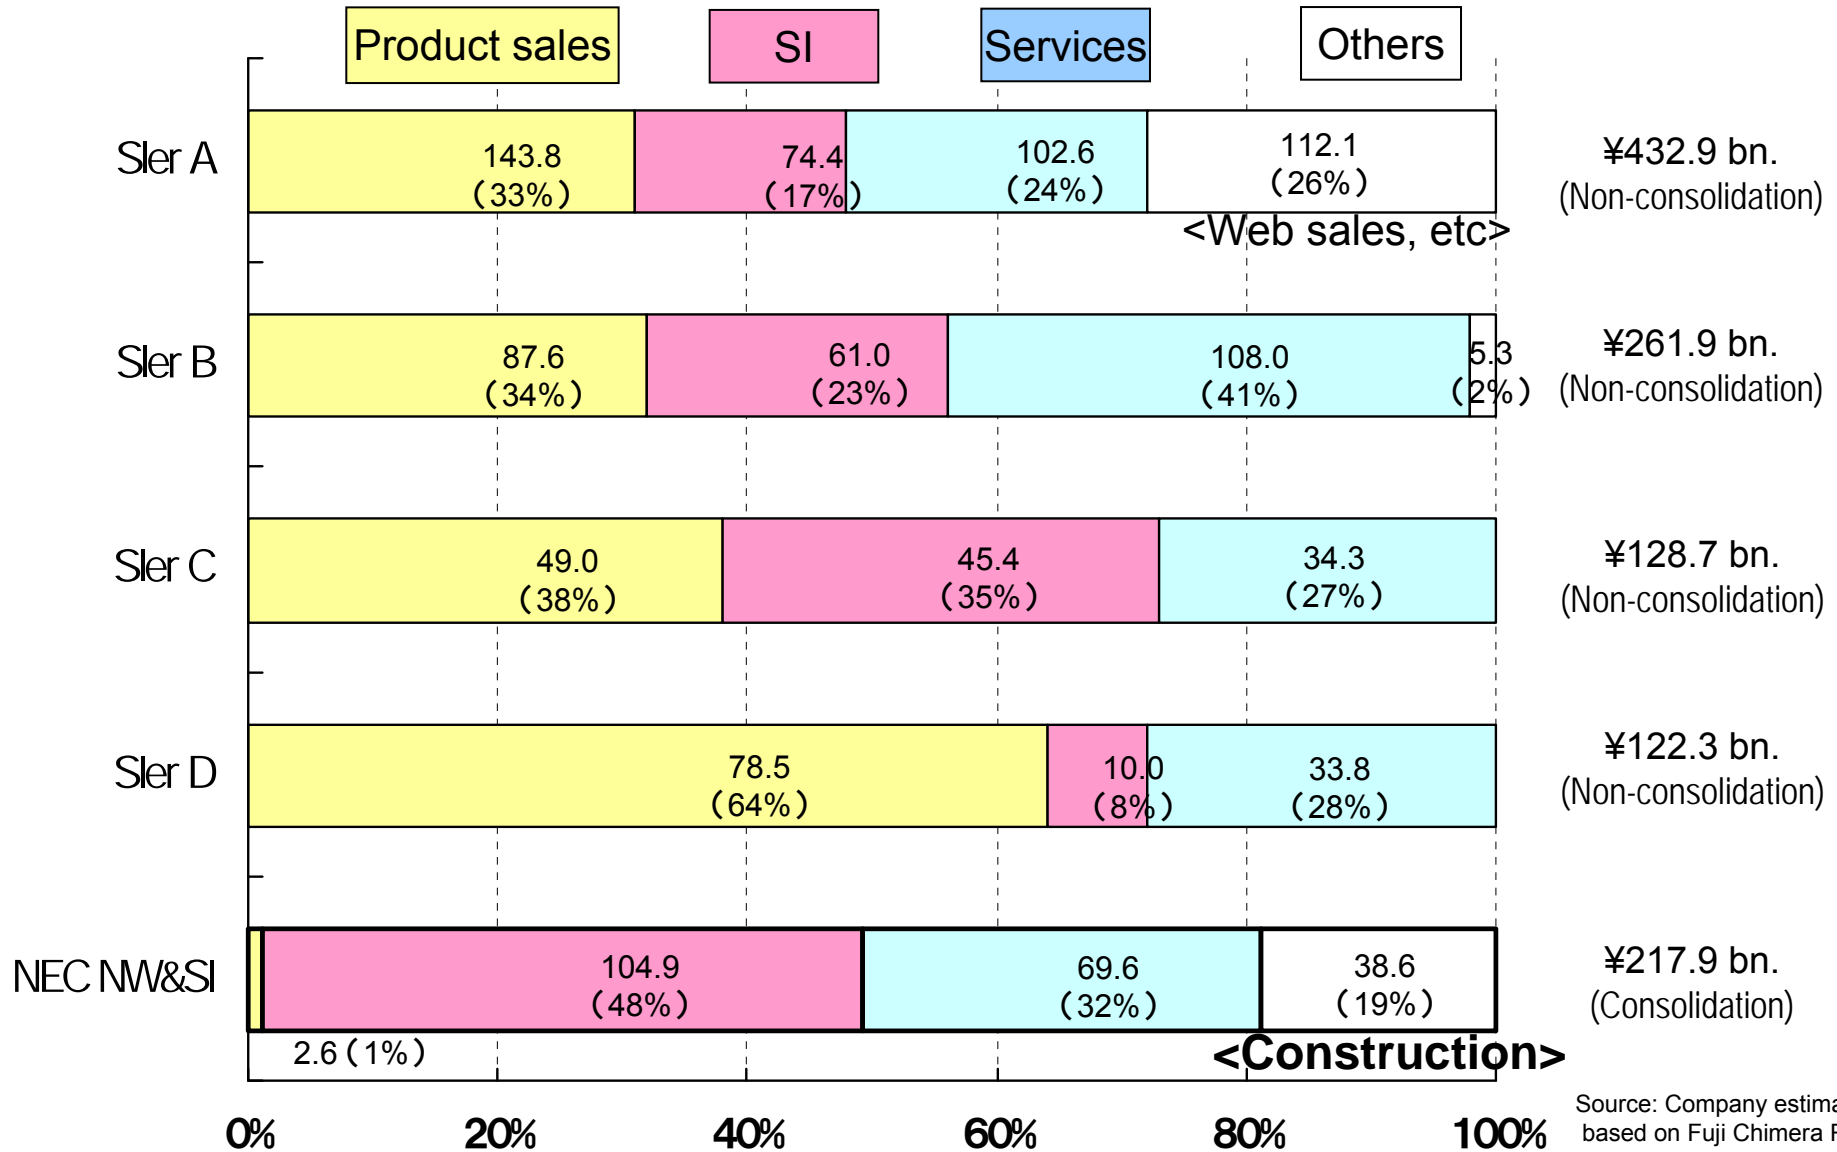 Product sales
SI
Services
Others
SIer A
143.8
(33%)
74.4
(17%)
102.6
(24%)
112.1
(26%)
¥432.9 bn.
(Non-consolidation)
<Web sales, etc>
SIer B
87.6
(34%)
61.0
(23%)
108.0
(41%)
5.3
(2%)
¥261.9 bn.
(Non-consolidation)
SIer C
49.0
(38%)
45.4
(35%)
34.3
(27%)
¥128.7 bn.
(Non-consolidation)
SIer D
78.5
(64%)
10.0
(8%)
33.8
(28%)
¥122.3 bn.
(Non-consolidation)
NEC NW&SI
104.9
(48%)
69.6
(32%)
38.6
(19%)
¥217.9 bn.
(Consolidation)
2.6(1%)
<Construction>
0%
20%
40%
60%
80%
100%
Source: Company
based on Fuji Chimera